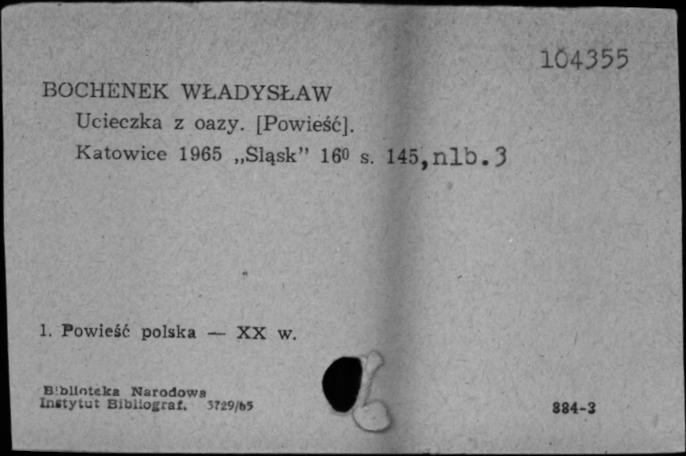 104355
BOCHENEK WŁADYSŁAW
Ucieczka z oazy. [Powieść].
Katowice 1965 „Sląsk” 16⁰ s. 145,nlb.3
1. Powieść polska — XX w.
Biblioteka Narodowa
Instytut Bibliograf. 3729/65
884-3